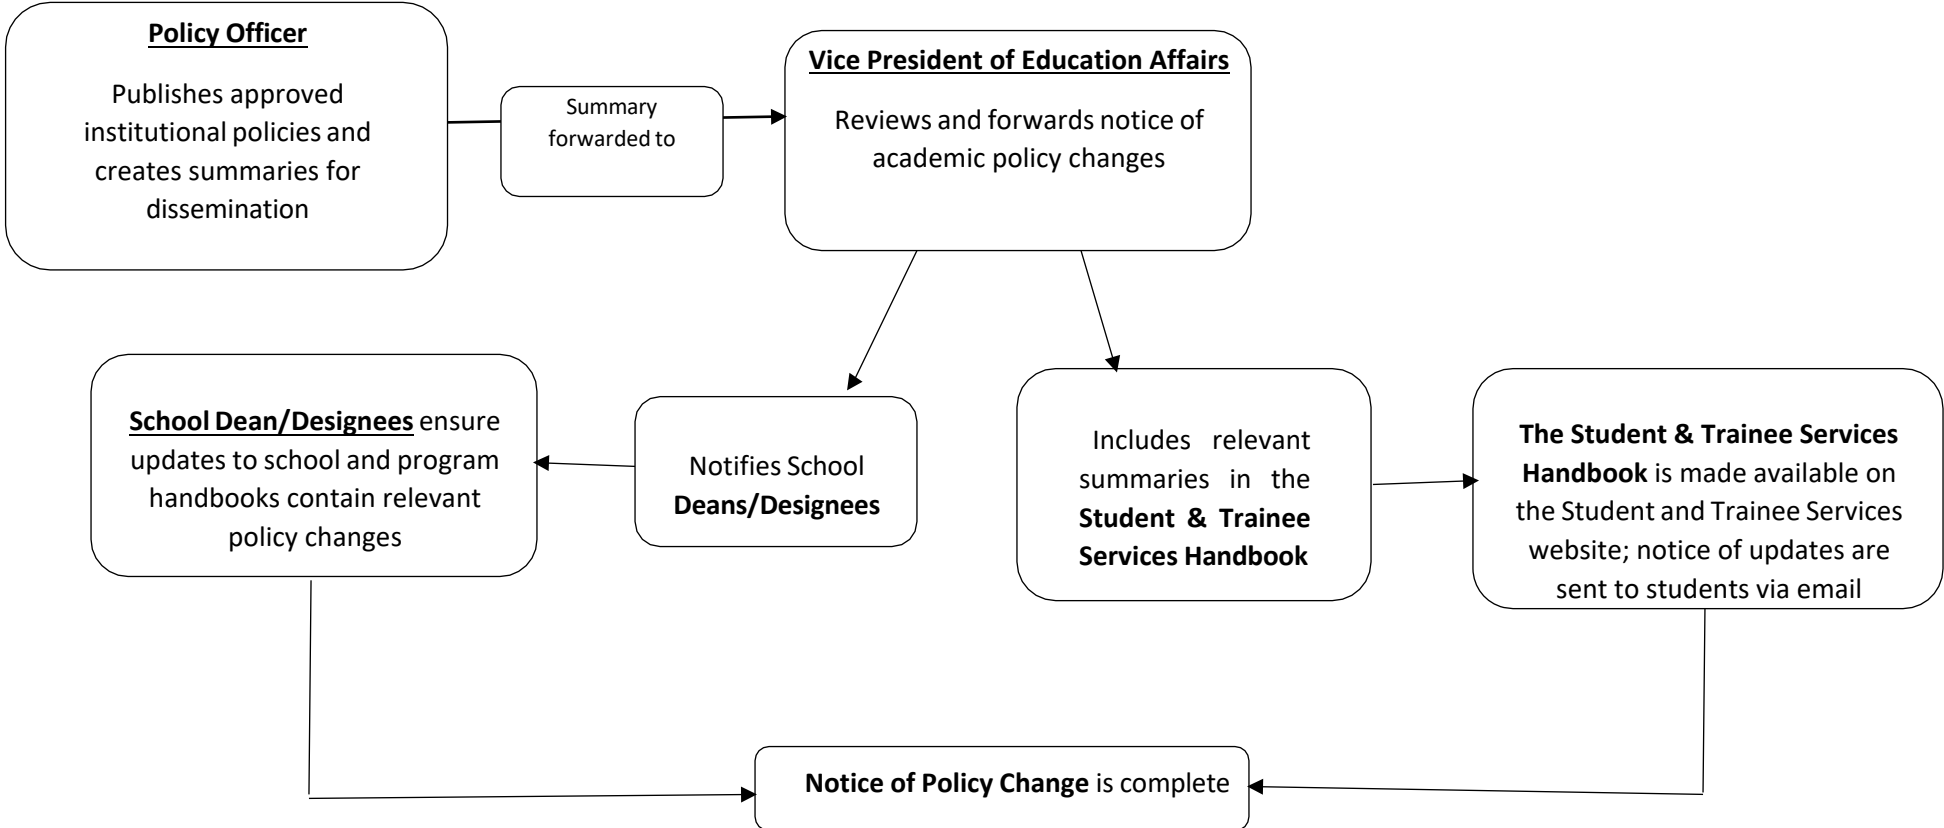 Policy Officer
Publishes approved
institutional policies and
creates summaries for
dissemination
Summary
forwarded to
Vice President of Education Affairs
Reviews and forwards notice of
academic policy changes
School Dean/Designees ensure
updates to school and program
handbooks contain relevant
policy changes
Notifies School
Deans/Designees
Includes relevant
summaries in the
Student & Trainee
Services Handbook
The Student & Trainee Services
Handbook is made available on
the Student and Trainee Services
website; notice of updates are
sent to students via email
Notice of Policy Change is complete